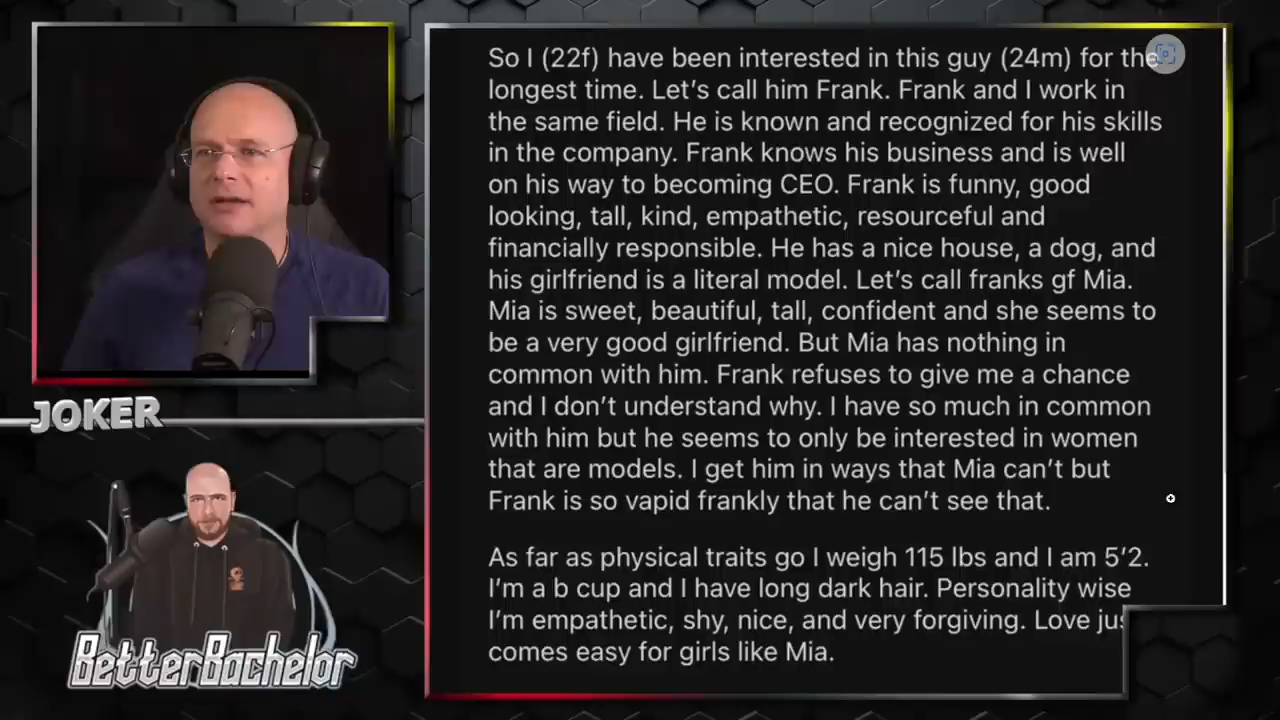 So I (22f) have been interested in this guy (24m) for the
longest time. Let's call him Frank. Frank and I work in
the same field. He is known and recognized for his skills
in the company. Frank knows his business and is well
on his way to becoming CEO. Frank is funny, good
looking, tall, kind, empathetic, resourceful and
financially responsible. He has a nice house, a dog, and
his girlfriend is a literal model. Let's call franks gf Mia.
Mia is sweet, beautiful, tall, confident and she seems to
be a very good girlfriend. But Mia has nothing in
common with him. Frank refuses to give me a chance
and I don't understand why. I have so much in common
with him but he seems to only be interested in women
that are models. I get him in ways that Mia can't but
Frank is so vapid frankly that he can't see that.
As far as physical traits go I weigh 115 lbs and I am 5'2.
I'm a b cup and I have long dark hair. Personality wise
I'm empathetic, shy, nice, and very forgiving. Love
comes easy for girls like Mia.
JOKER
BetterBachelor